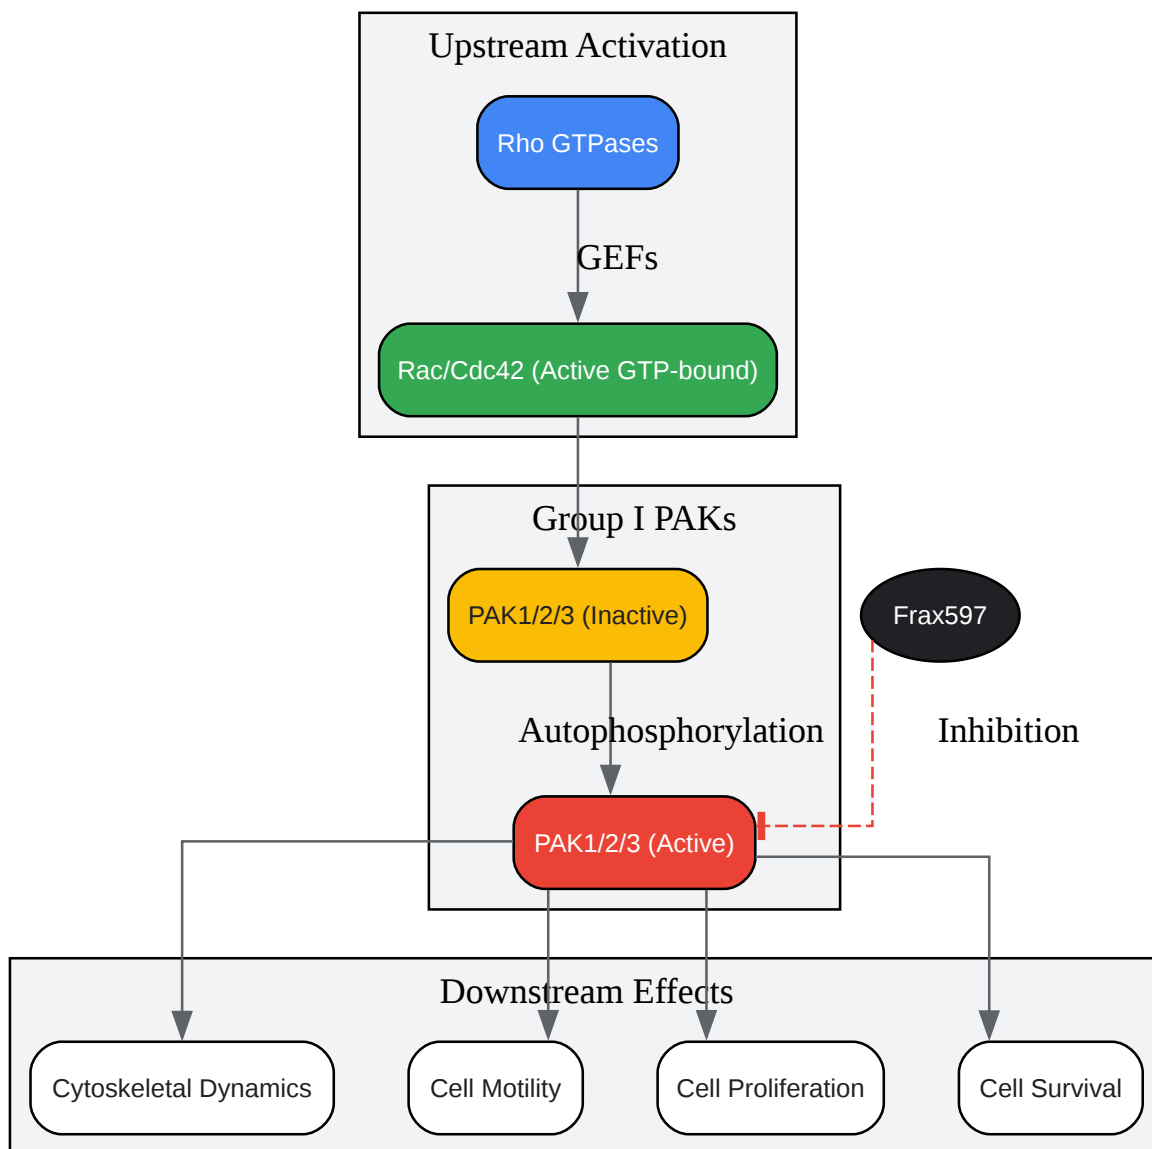 Upstream Activation
Rho GTPases
GEFs
Rac/Cdc42 (Active GTP-bound)
Group I PAKs
PAK1/2/3 (Inactive)
Frax597
Autophosphorylation
Inhibition
PAK1/2/3 (Active)
Downstream Effects
Cytoskeletal Dynamics
Cell Motility
Cell Proliferation
Cell Survival